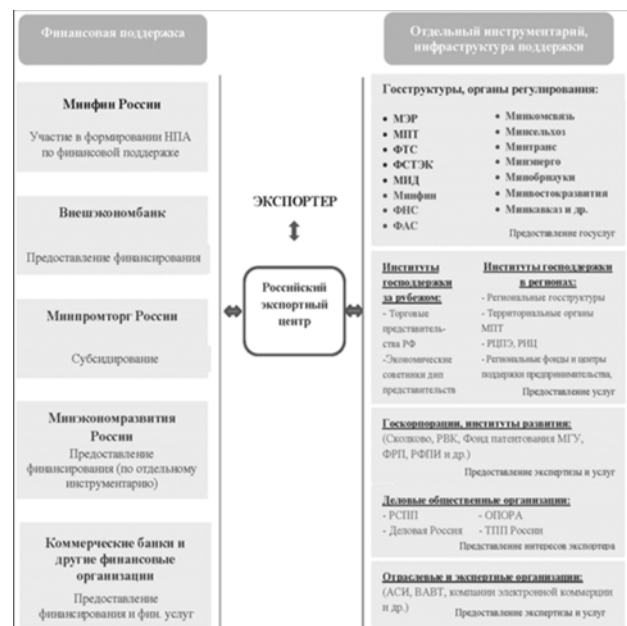 Финансовая поддержка
Минфин России
Участие в формировании НПА
по финансовой поддержке
Внешэкономбанк
Предоставление финансирования
Минпромторг России
Субсидирование
Минэкономразвития
России
Предоставление
финансирования (по отдельному
инструментарию)
Коммерческие банки и
другие финансовые
организации
Предоставление
финансирования и фин. услуг
ЭКСПОРТЕР
Российский
экспортный
центр
Отдельный инструментарий,
инфраструктура поддержки
Госструктуры, органы регулирования:
• МЭР
• МПТ
• ФТС
• ФСТЭК
• МИД
• Минфин
• ФНС
• ФАС
• Минкомсвязь
• Минсельхоз
• Минтранс
• Минэнерго
• Минобрнауки
• Минвостокразвития
• Минкавказ и др.
Предоставление госуслуг
Институты
господдержки
за рубежом:
- Торговые
представитель-
ства РФ
-Экономические
советники дип
представительств
Институты господдержки
в регионах:
- Региональные госструктуры
- Территориальные органы
МПТ
- РЦПЭ, РИЦ
- Региональные фонды и центры
поддержки предпринимательства,
Предоставление услуг
Госкорпорации, институты развития:
(Сколково, РВК, Фонд патентования МГУ,
ФРП, РФПИ и др.)
Предоставление экспертизы и услуг
Деловые общественные организации:
- РСПП - ОПОРА
- Деловая Россия - ТПП России
Представление интересов экспортера
Отраслевые и экспертные организации:
(АСИ, ВАВТ, компании электронной коммерции
и др.)
Предоставление экспертизы и услуг